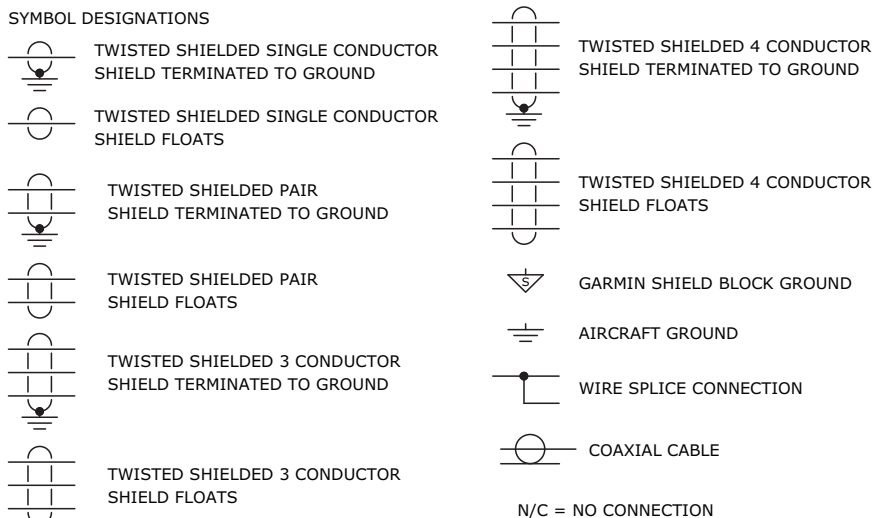 SYMBOL DESIGNATIONS
TWISTED SHIELDED SINGLE CONDUCTOR
SHIELD TERMINATED TO GROUND
TWISTED SHIELDED SINGLE CONDUCTOR
SHIELD FLOATS
TWISTED SHIELDED PAIR
SHIELD TERMINATED TO GROUND
TWISTED SHIELDED PAIR
SHIELD FLOATS
TWISTED SHIELDED 3 CONDUCTOR
SHIELD TERMINATED TO GROUND
TWISTED SHIELDED 3 CONDUCTOR
SHIELD FLOATS
TWISTED SHIELDED 4 CONDUCTOR
SHIELD TERMINATED TO GROUND
TWISTED SHIELDED 4 CONDUCTOR
SHIELD FLOATS
S
GARMIN SHIELD BLOCK GROUND
AIRCRAFT GROUND
WIRE SPLICE CONNECTION
COAXIAL CABLE
N/C = NO CONNECTION